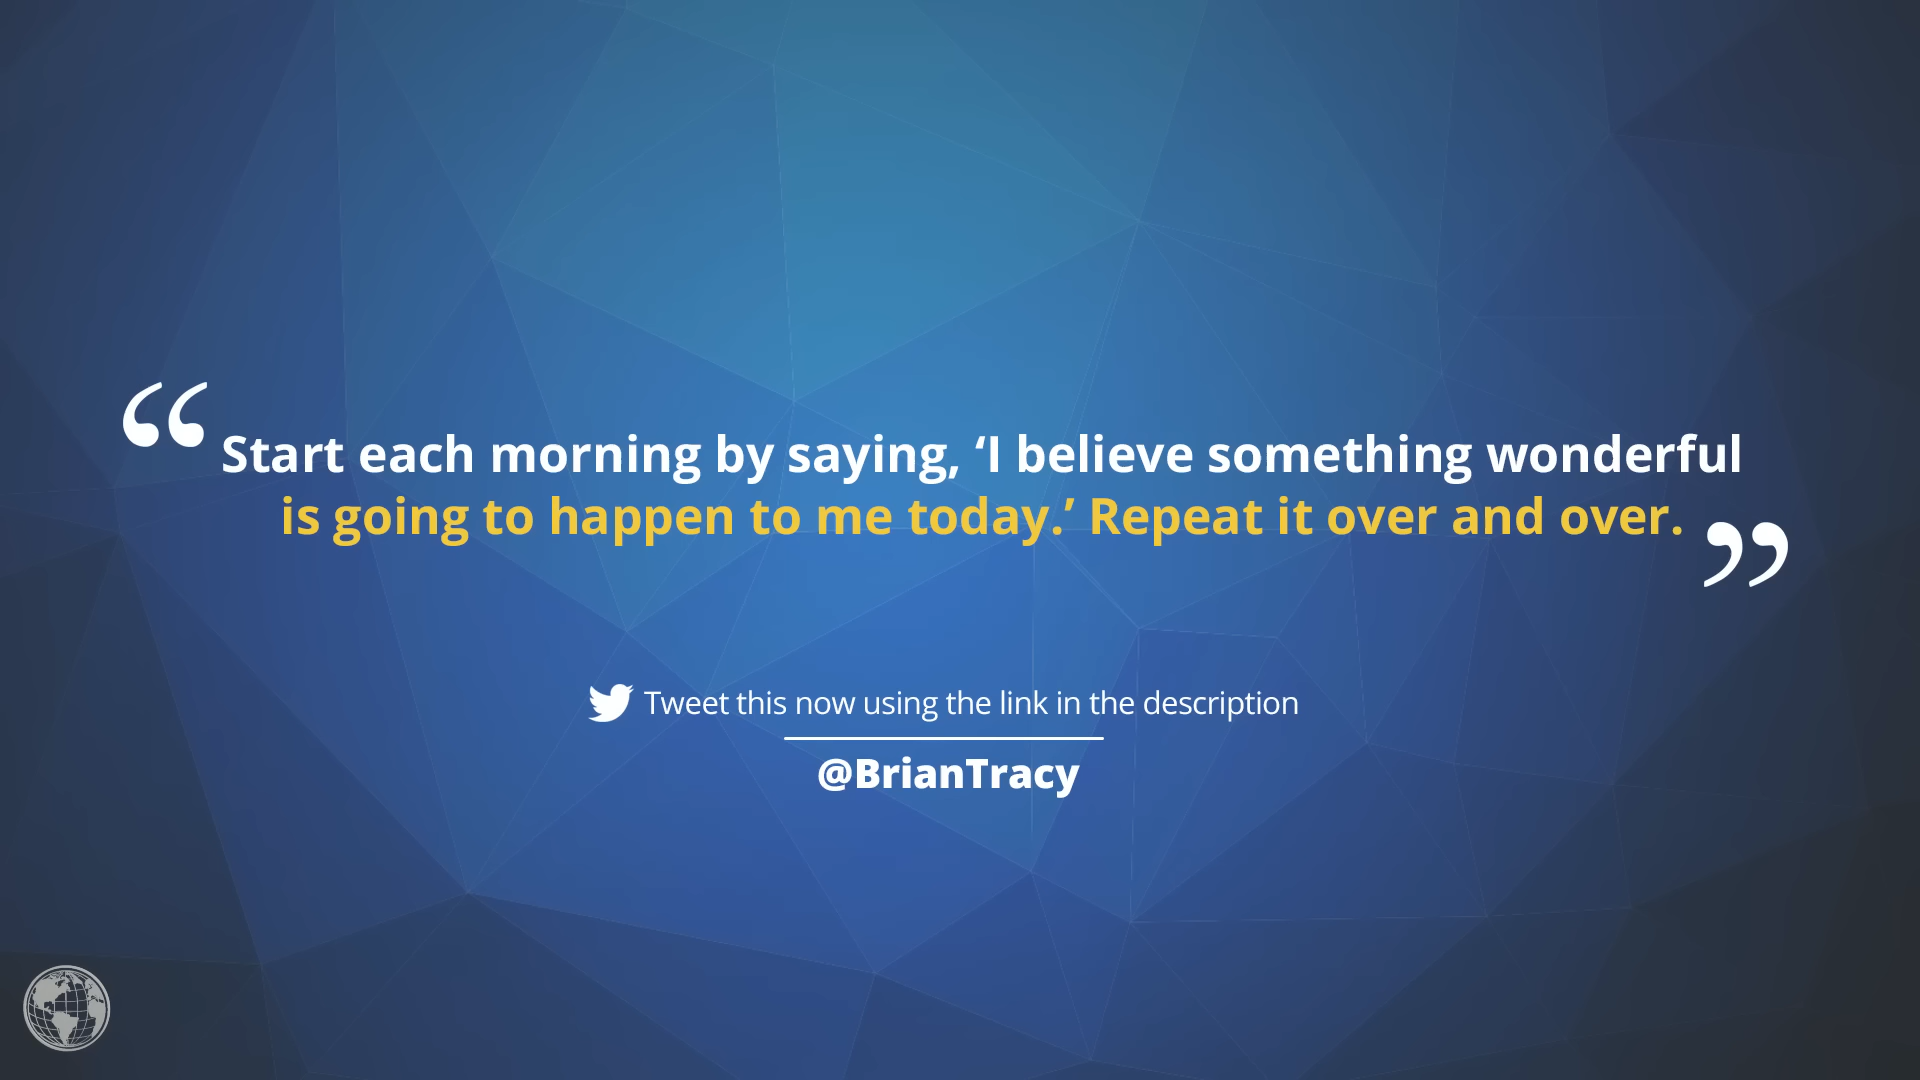 “Start each morning by saying, ‘I believe something wonderful
is going to happen to me today.’ Repeat it over and over.”
Tweet this now using the link in the description
@BrianTracy